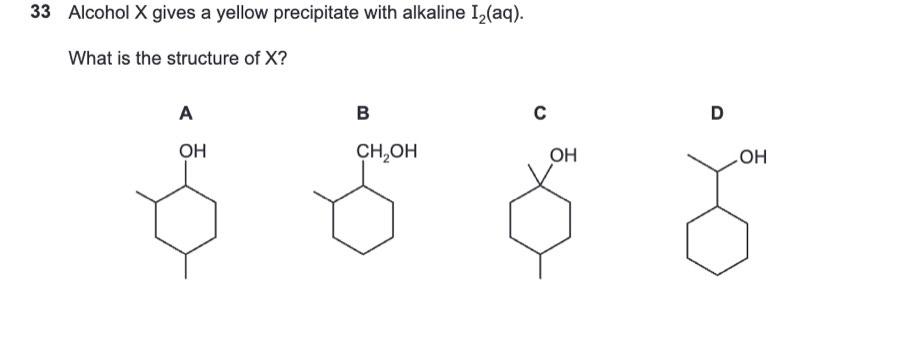 33 Alcohol X gives a yellow precipitate with alkaline I₂(aq).
What is the structure of X?
A B C D
OH CH₂OH OH OH